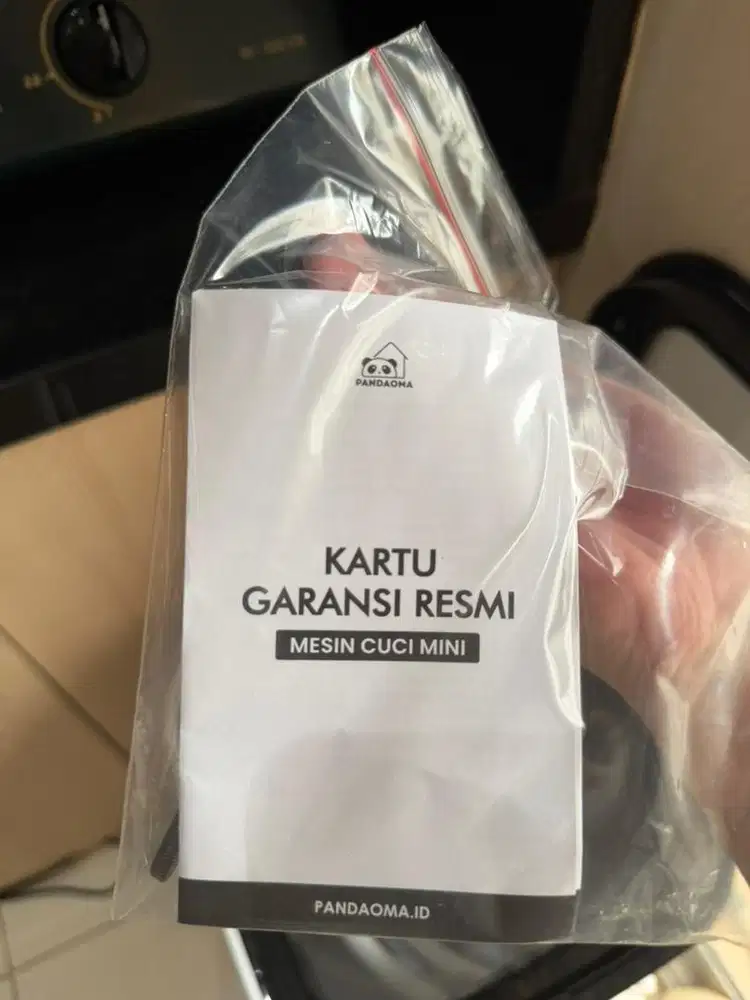 PANDAOMA
KARTU
GARANSI RESMI
MESIN CUCI MINI
PANDAOMA.ID